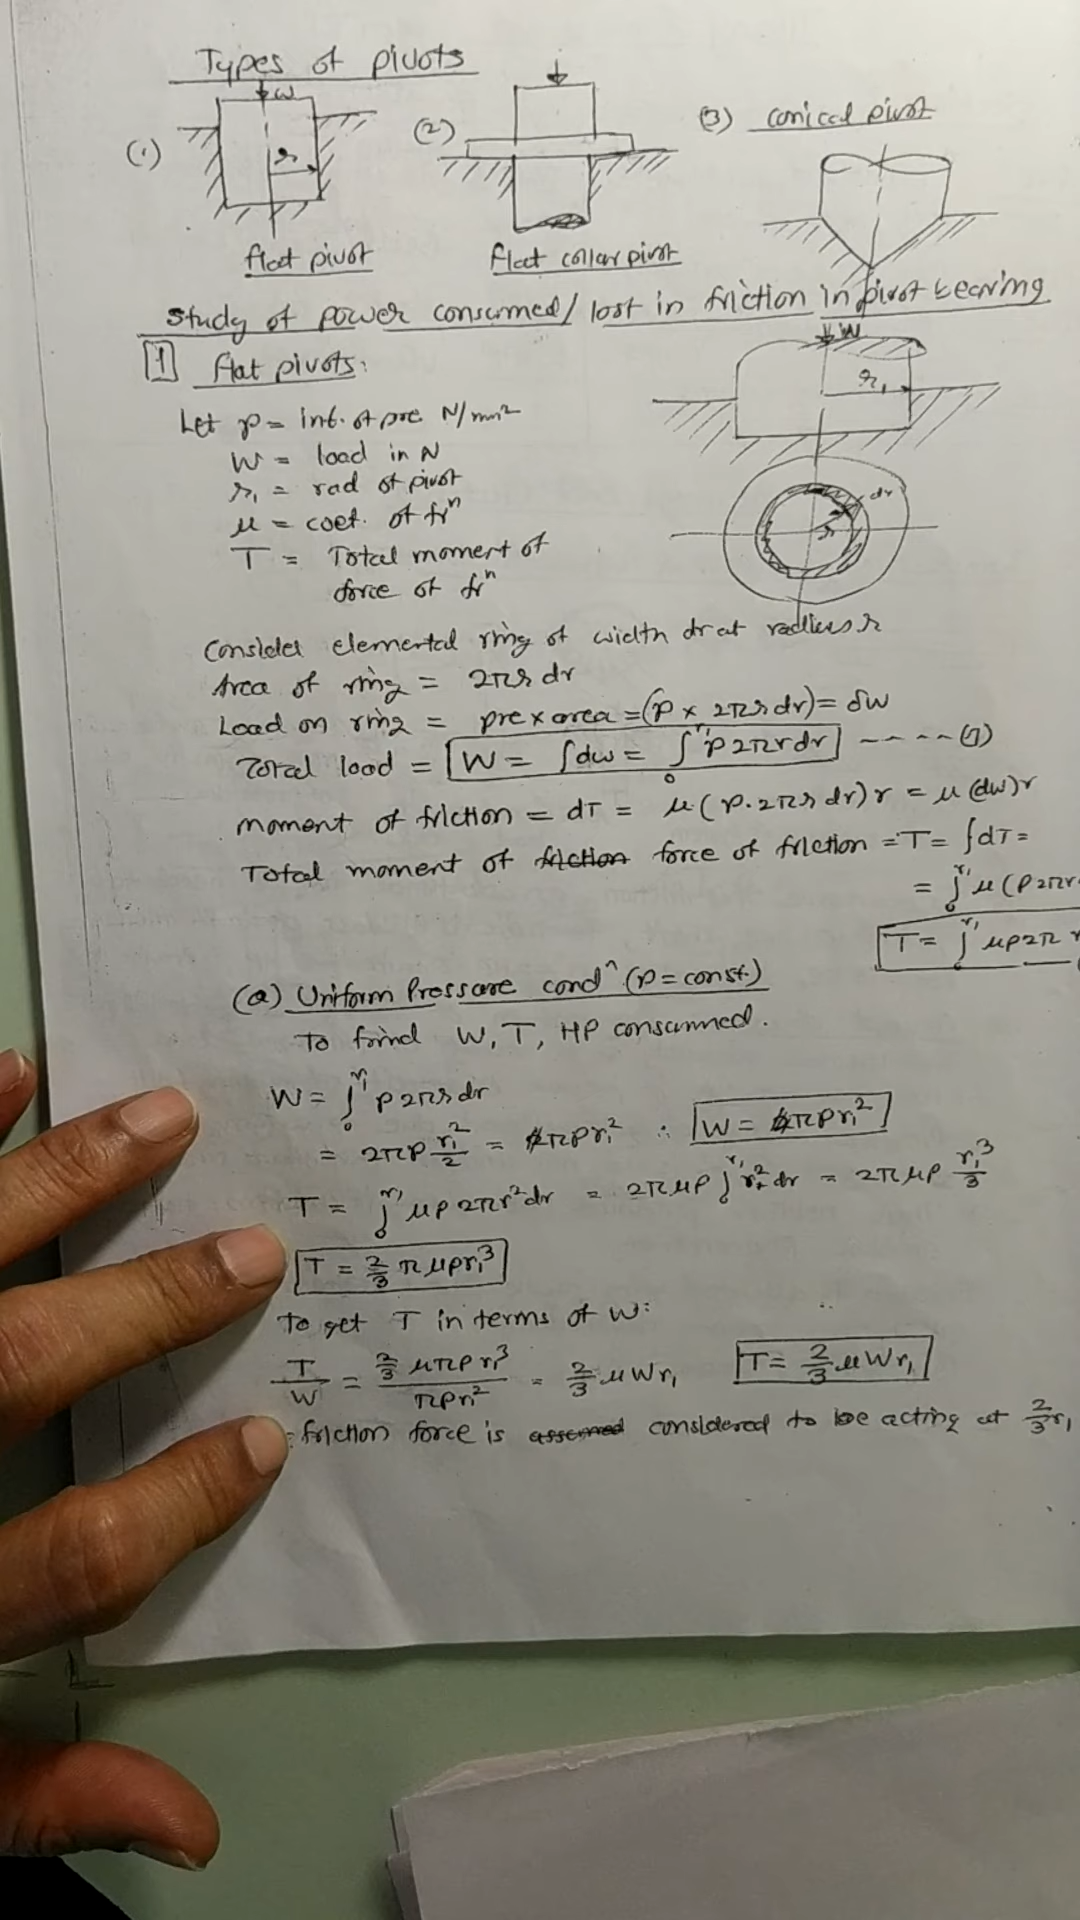 Types of pivots
W
(1)
r
flat pivot
(2)
flat collar pivot
(3) conical pivot
Study of power consumed/lost in friction in pivot bearing
1 flat pivots:
W
r₁
dr
r
Let p = int. of pre N/mm²
W = load in N
r₁ = rad of pivot
μ = coef. of frⁿ
T = Total moment of
force of frⁿ
Consider elemental ring of width dr at radius r
Area of ring = 2πr dr
Load on ring = pre x area = (p x 2πr dr) = δw
Total load = W = ∫dw = ∫₀^r₁ p 2πr dr ---- (1)
moment of friction = dT = μ(p.2πr dr)r = μ(dw)r
Total moment of friction force of friction = T = ∫dT =
= ∫₀^r₁ μ(p2πr
T = ∫₀^r₁ μp2π r
(a) Uniform Pressure condⁿ (p = const.)
To find W, T, HP consumed.
W = ∫₀^r₁ p 2πr dr
= 2πp r₁²/2 = πpr₁² ∴ W = πpr₁²
T = ∫₀^r₁ μp 2πr²dr = 2πμp ∫₀^r₁ r² dr = 2πμp r₁³/3
T = 2/3 πμpr₁³
To get T in terms of W:
T/W = 2/3 μπp r₁³ / πpr₁² = 2/3 μWr₁ T = 2/3 μWr₁
= friction force is assumed considered to be acting at 2/3 r₁